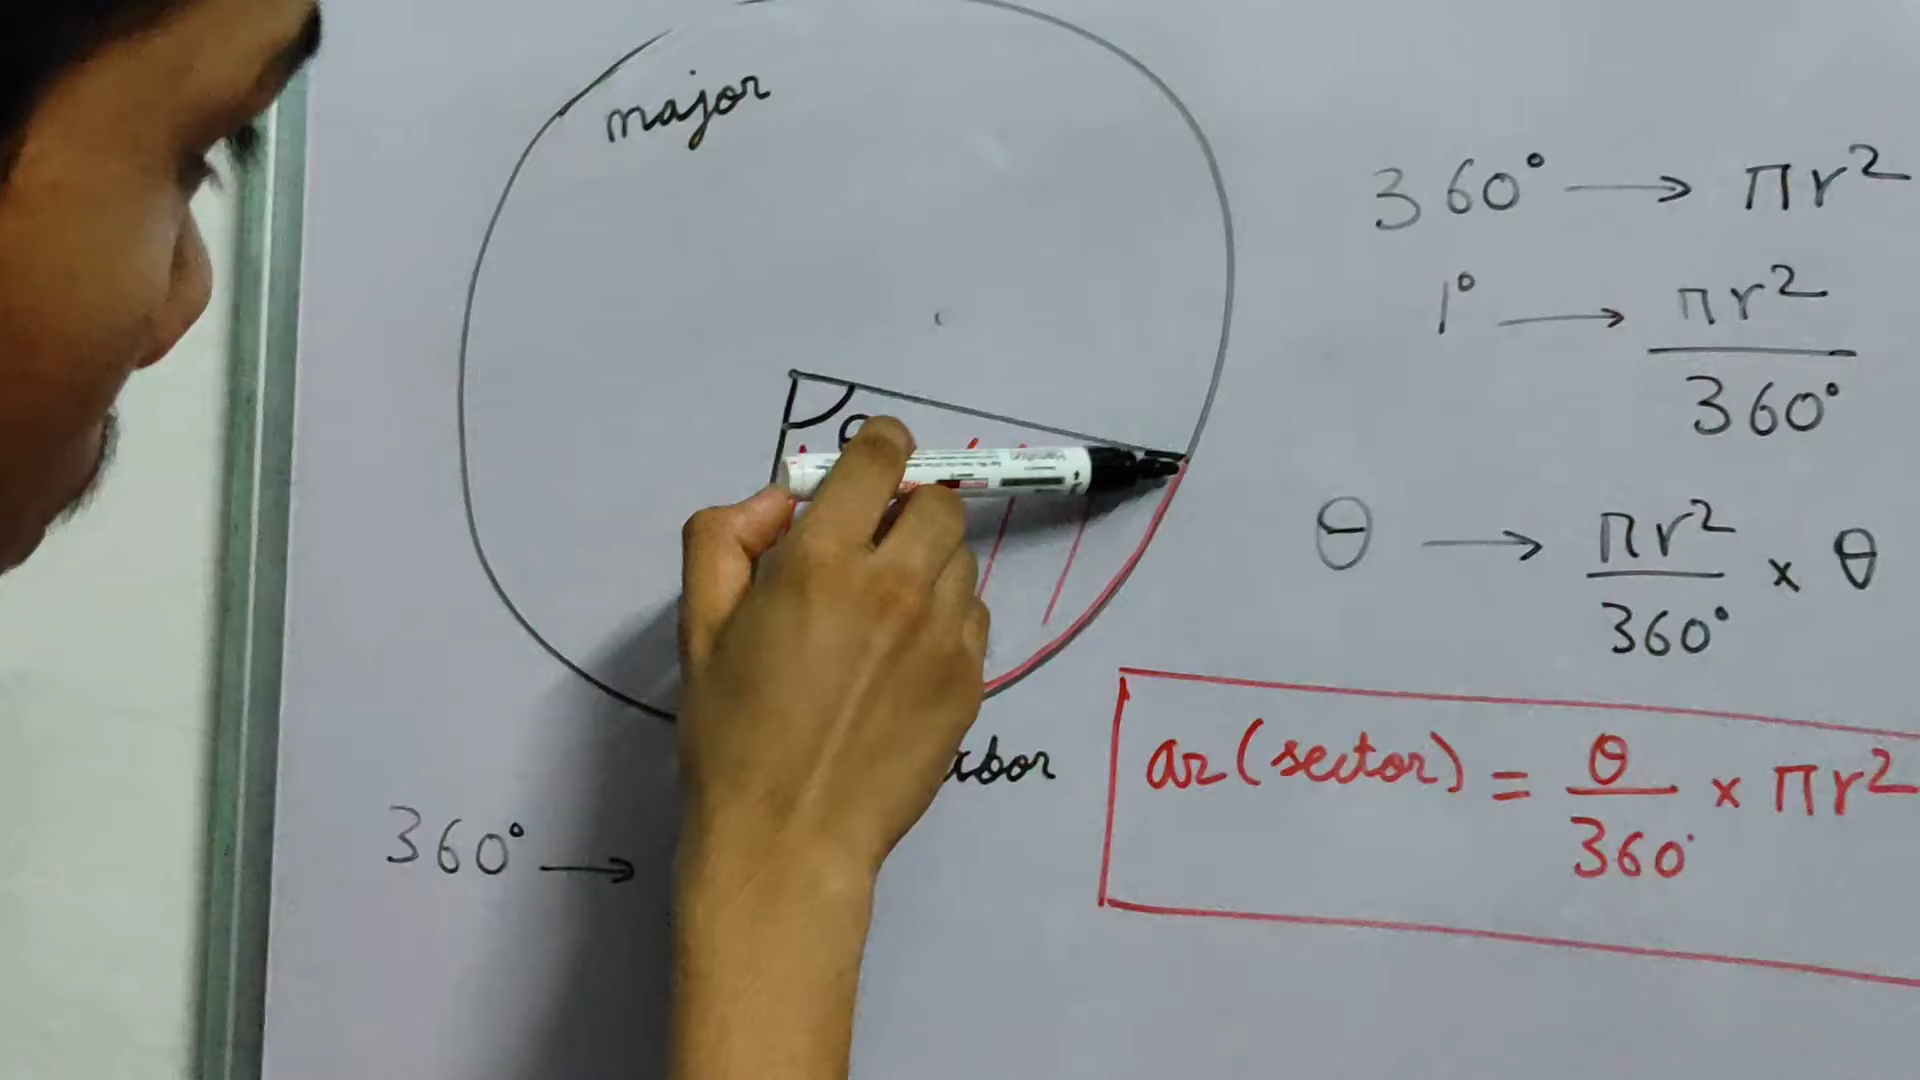 major
360° → πr²
1° → πr²/360°
θ
θ → πr²/360° × θ
ar(sector) = θ/360° × πr²
360° →